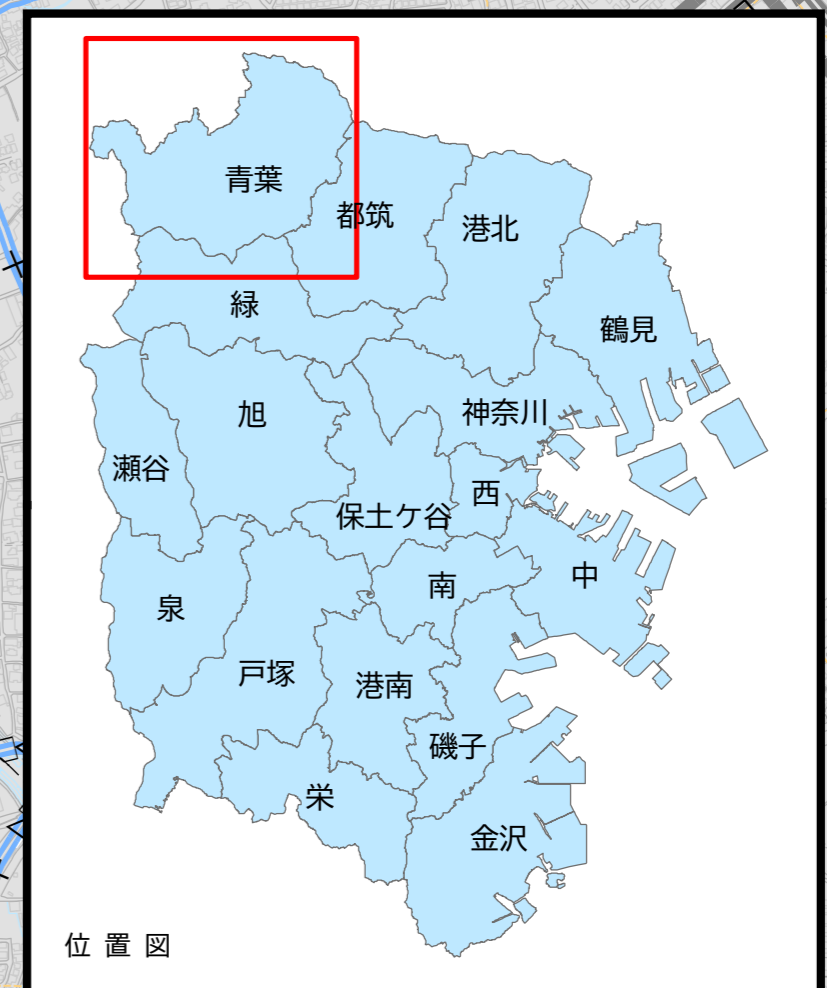 青葉
都筑
港北
緑
鶴見
旭
神奈川
瀬谷
西
保土ケ谷
中
南
泉
戸塚
港南
磯子
栄
金沢
位置図